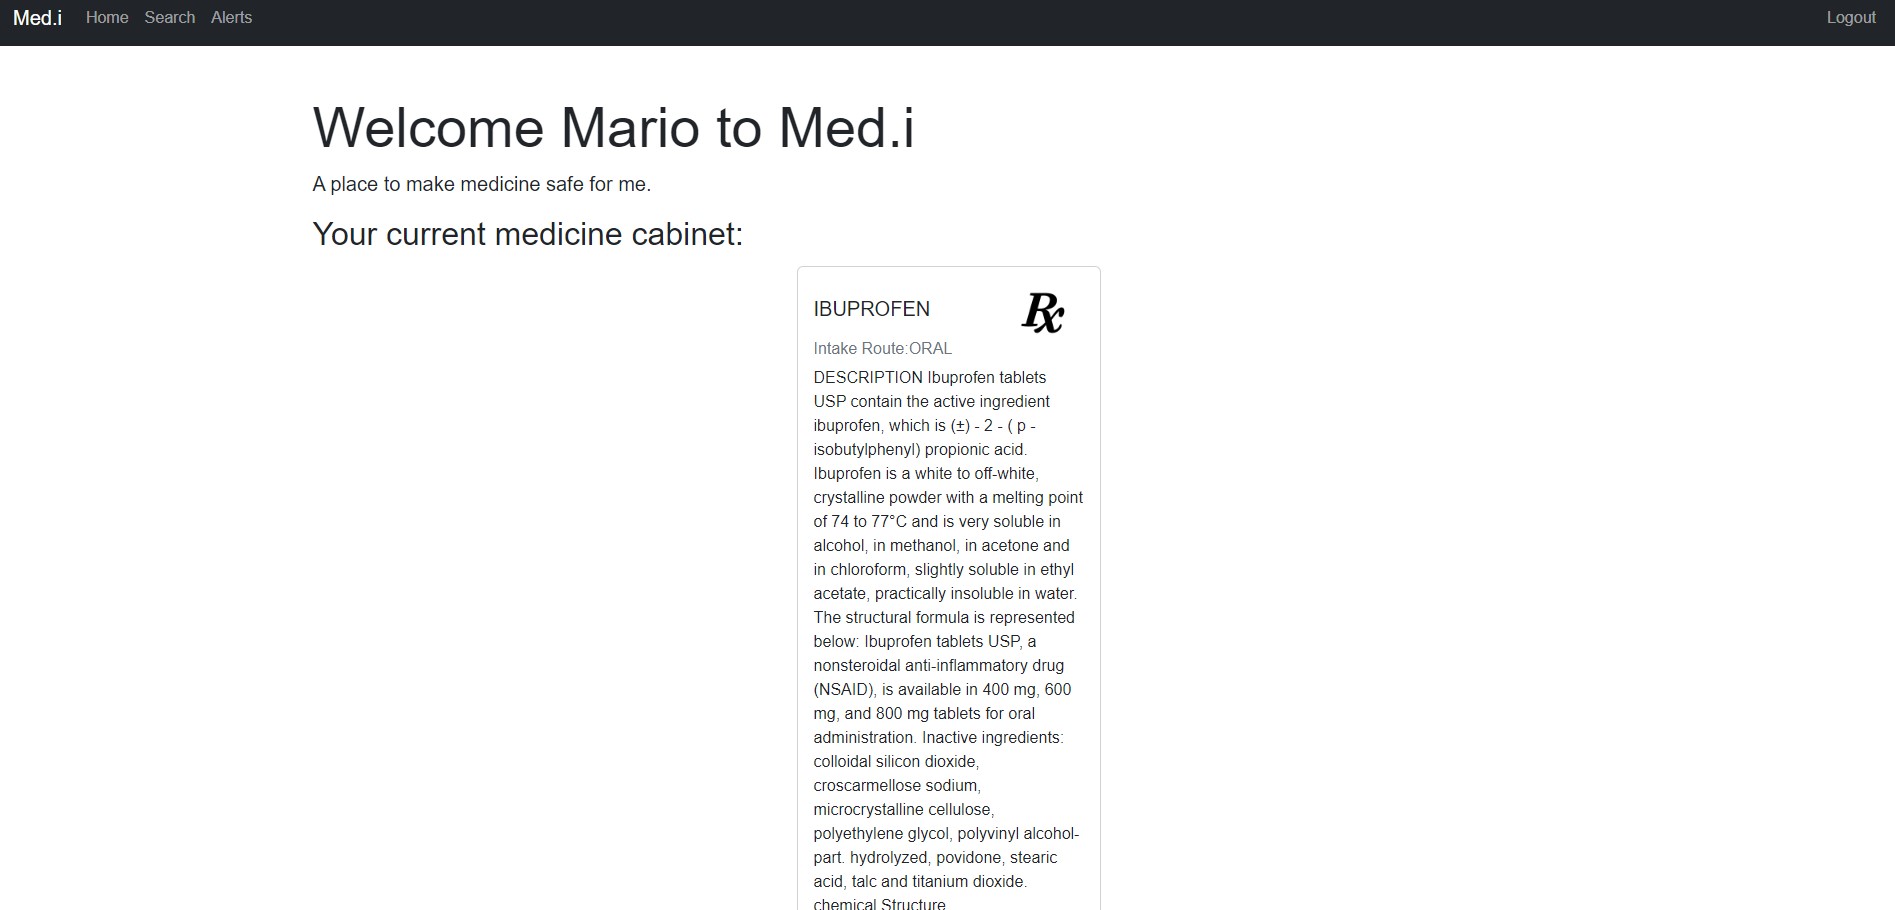 Med.i Home Search Alerts Logout
Welcome Mario to Med.i
A place to make medicine safe for me.
Your current medicine cabinet:
IBUPROFEN Rx
Intake Route:ORAL
DESCRIPTION Ibuprofen tablets
USP contain the active ingredient
ibuprofen, which is (±) - 2 - ( p -
isobutylphenyl) propionic acid.
Ibuprofen is a white to off-white,
crystalline powder with a melting point
of 74 to 77°C and is very soluble in
alcohol, in methanol, in acetone and
in chloroform, slightly soluble in ethyl
acetate, practically insoluble in water.
The structural formula is represented
below: Ibuprofen tablets USP, a
nonsteroidal anti-inflammatory drug
(NSAID), is available in 400 mg, 600
mg, and 800 mg tablets for oral
administration. Inactive ingredients:
colloidal silicon dioxide,
croscarmellose sodium,
microcrystalline cellulose,
polyethylene glycol, polyvinyl alcohol-
part. hydrolyzed, povidone, stearic
acid, talc and titanium dioxide.
chemical Structure